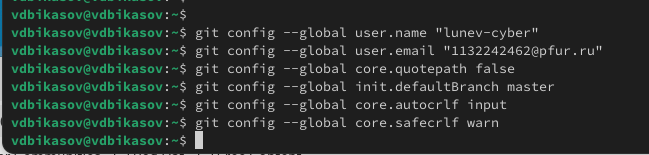 vdbikasov@vdbikasov:~$
vdbikasov@vdbikasov:~$ git config --global user.name "lunev-cyber"
vdbikasov@vdbikasov:~$ git config --global user.email "1132242462@pfur.ru"
vdbikasov@vdbikasov:~$ git config --global core.quotepath false
vdbikasov@vdbikasov:~$ git config --global init.defaultBranch master
vdbikasov@vdbikasov:~$ git config --global core.autocrlf input
vdbikasov@vdbikasov:~$ git config --global core.safecrlf warn
vdbikasov@vdbikasov:~$